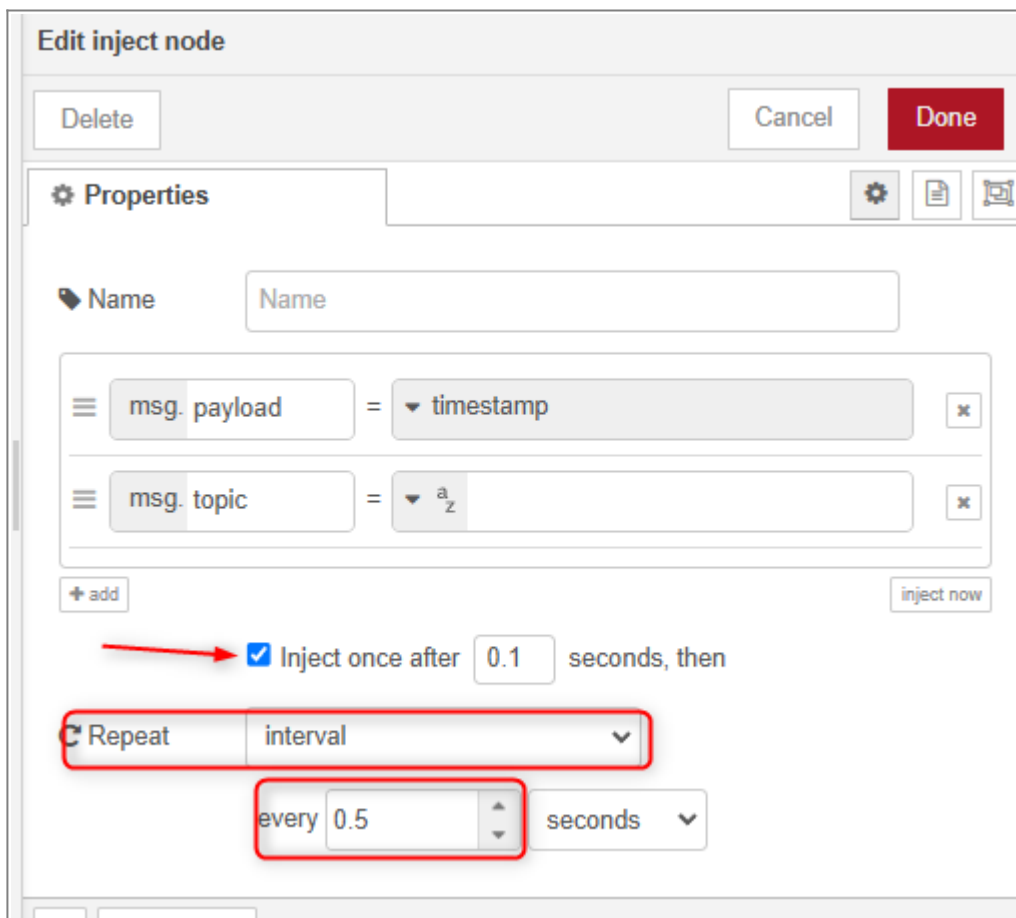 Edit inject node
Delete Cancel Done
Properties
Name Name
msg. payload = timestamp
msg. topic = a z
+ add inject now
Inject once after 0.1 seconds, then
Repeat interval
every 0.5 seconds